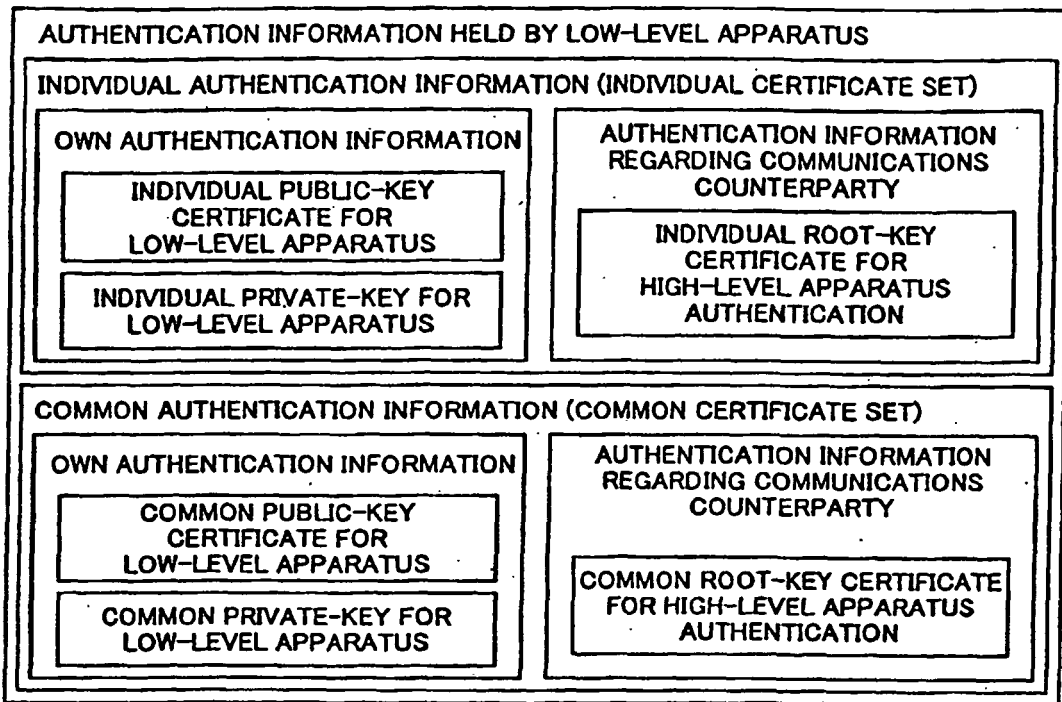 AUTHENTICATION INFORMATION HELD BY LOW-LEVEL APPARATUS
INDIVIDUAL AUTHENTICATION INFORMATION (INDIVIDUAL CERTIFICATE SET)
OWN AUTHENTICATION INFORMATION
INDIVIDUAL PUBLIC-KEY
CERTIFICATE FOR
LOW-LEVEL APPARATUS
INDIVIDUAL PRIVATE-KEY FOR
LOW-LEVEL APPARATUS
AUTHENTICATION INFORMATION
REGARDING COMMUNICATIONS
COUNTERPARTY
INDIVIDUAL ROOT-KEY
CERTIFICATE FOR
HIGH-LEVEL APPARATUS
AUTHENTICATION
COMMON AUTHENTICATION INFORMATION (COMMON CERTIFICATE SET)
OWN AUTHENTICATION INFORMATION
COMMON PUBLIC-KEY
CERTIFICATE FOR
LOW-LEVEL APPARATUS
COMMON PRIVATE-KEY FOR
LOW-LEVEL APPARATUS
AUTHENTICATION INFORMATION
REGARDING COMMUNICATIONS
COUNTERPARTY
COMMON ROOT-KEY CERTIFICATE
FOR HIGH-LEVEL APPARATUS
AUTHENTICATION